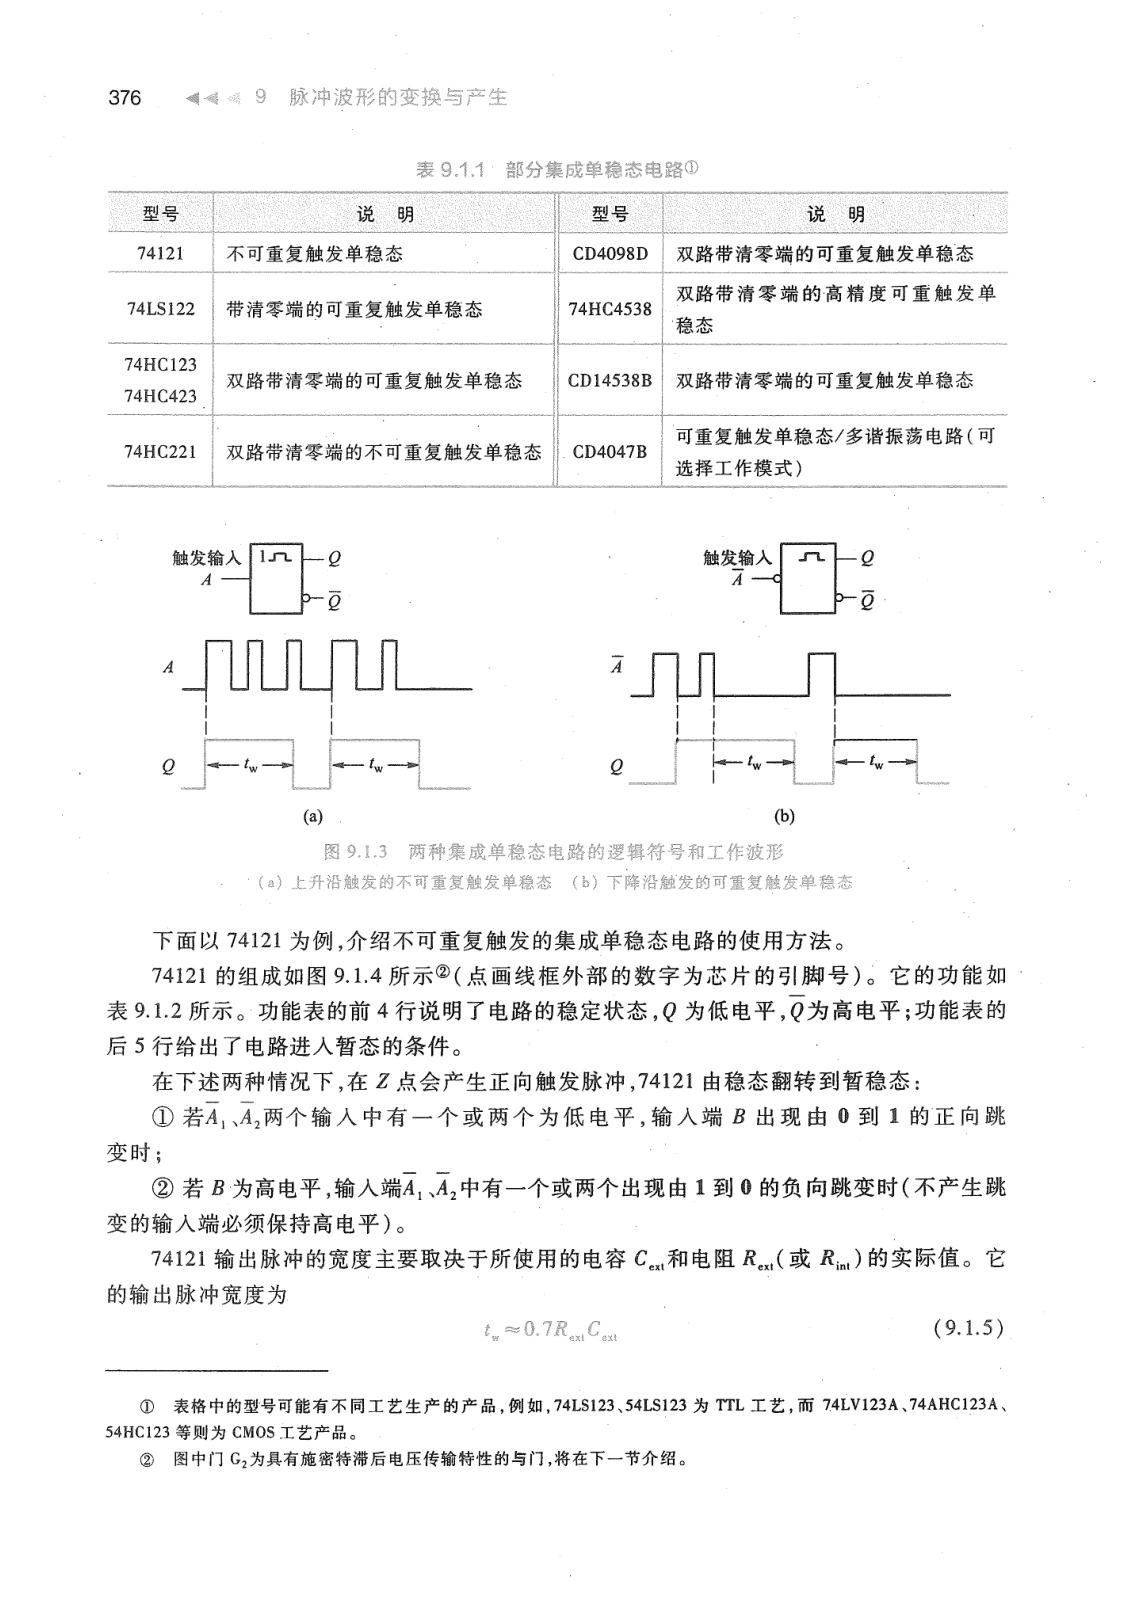 376 9 脉冲波形的变换与产生
表 9.1.1 部分集成单稳态电路①
型号 说 明 型号 说 明
74121 不可重复触发单稳态 CD4098D 双路带清零端的可重复触发单稳态
74LS122 带清零端的可重复触发单稳态 74HC4538 双路带清零端的高精度可重触发单
稳态
74HC123
74HC423 双路带清零端的可重复触发单稳态 CD14538B 双路带清零端的可重复触发单稳态
74HC221 双路带清零端的不可重复触发单稳态 CD4047B 可重复触发单稳态/多谐振荡电路(可
选择工作模式)
触发输入 1 Q
A Q̅
A
Q tw tw
(a)
触发输入 Q
A̅ Q̅
A̅
Q tw tw
(b)
图 9.1.3 两种集成单稳态电路的逻辑符号和工作波形
(a) 上升沿触发的不可重复触发单稳态 (b) 下降沿触发的可重复触发单稳态
下面以 74121 为例,介绍不可重复触发的集成单稳态电路的使用方法。
74121 的组成如图 9.1.4 所示②(点画线框外部的数字为芯片的引脚号)。它的功能如
表 9.1.2 所示。功能表的前 4 行说明了电路的稳定状态,Q 为低电平,Q̅为高电平;功能表的
后 5 行给出了电路进入暂态的条件。
在下述两种情况下,在 Z 点会产生正向触发脉冲,74121 由稳态翻转到暂稳态:
① 若A̅₁、A̅₂两个输入中有一个或两个为低电平,输入端 B 出现由 0 到 1 的正向跳
变时;
② 若 B 为高电平,输入端A̅₁、A̅₂中有一个或两个出现由 1 到 0 的负向跳变时(不产生跳
变的输入端必须保持高电平)。
74121 输出脉冲的宽度主要取决于所使用的电容 Cext和电阻 Rext(或 Rint)的实际值。它
的输出脉冲宽度为
tw≈0.7RextCext (9.1.5)
① 表格中的型号可能有不同工艺生产的产品,例如,74LS123、54LS123 为 TTL 工艺,而 74LV123A、74AHC123A、
54HC123 等则为 CMOS 工艺产品。
② 图中门 G₂为具有施密特滞后电压传输特性的与门,将在下一节介绍。